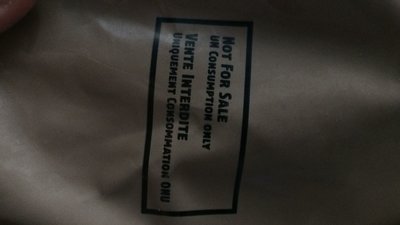 NOT FOR SALE
UN CONSUMPTION ONLY
VENTE INTERDITE
UNIQUEMENT CONSOMMATION ONU